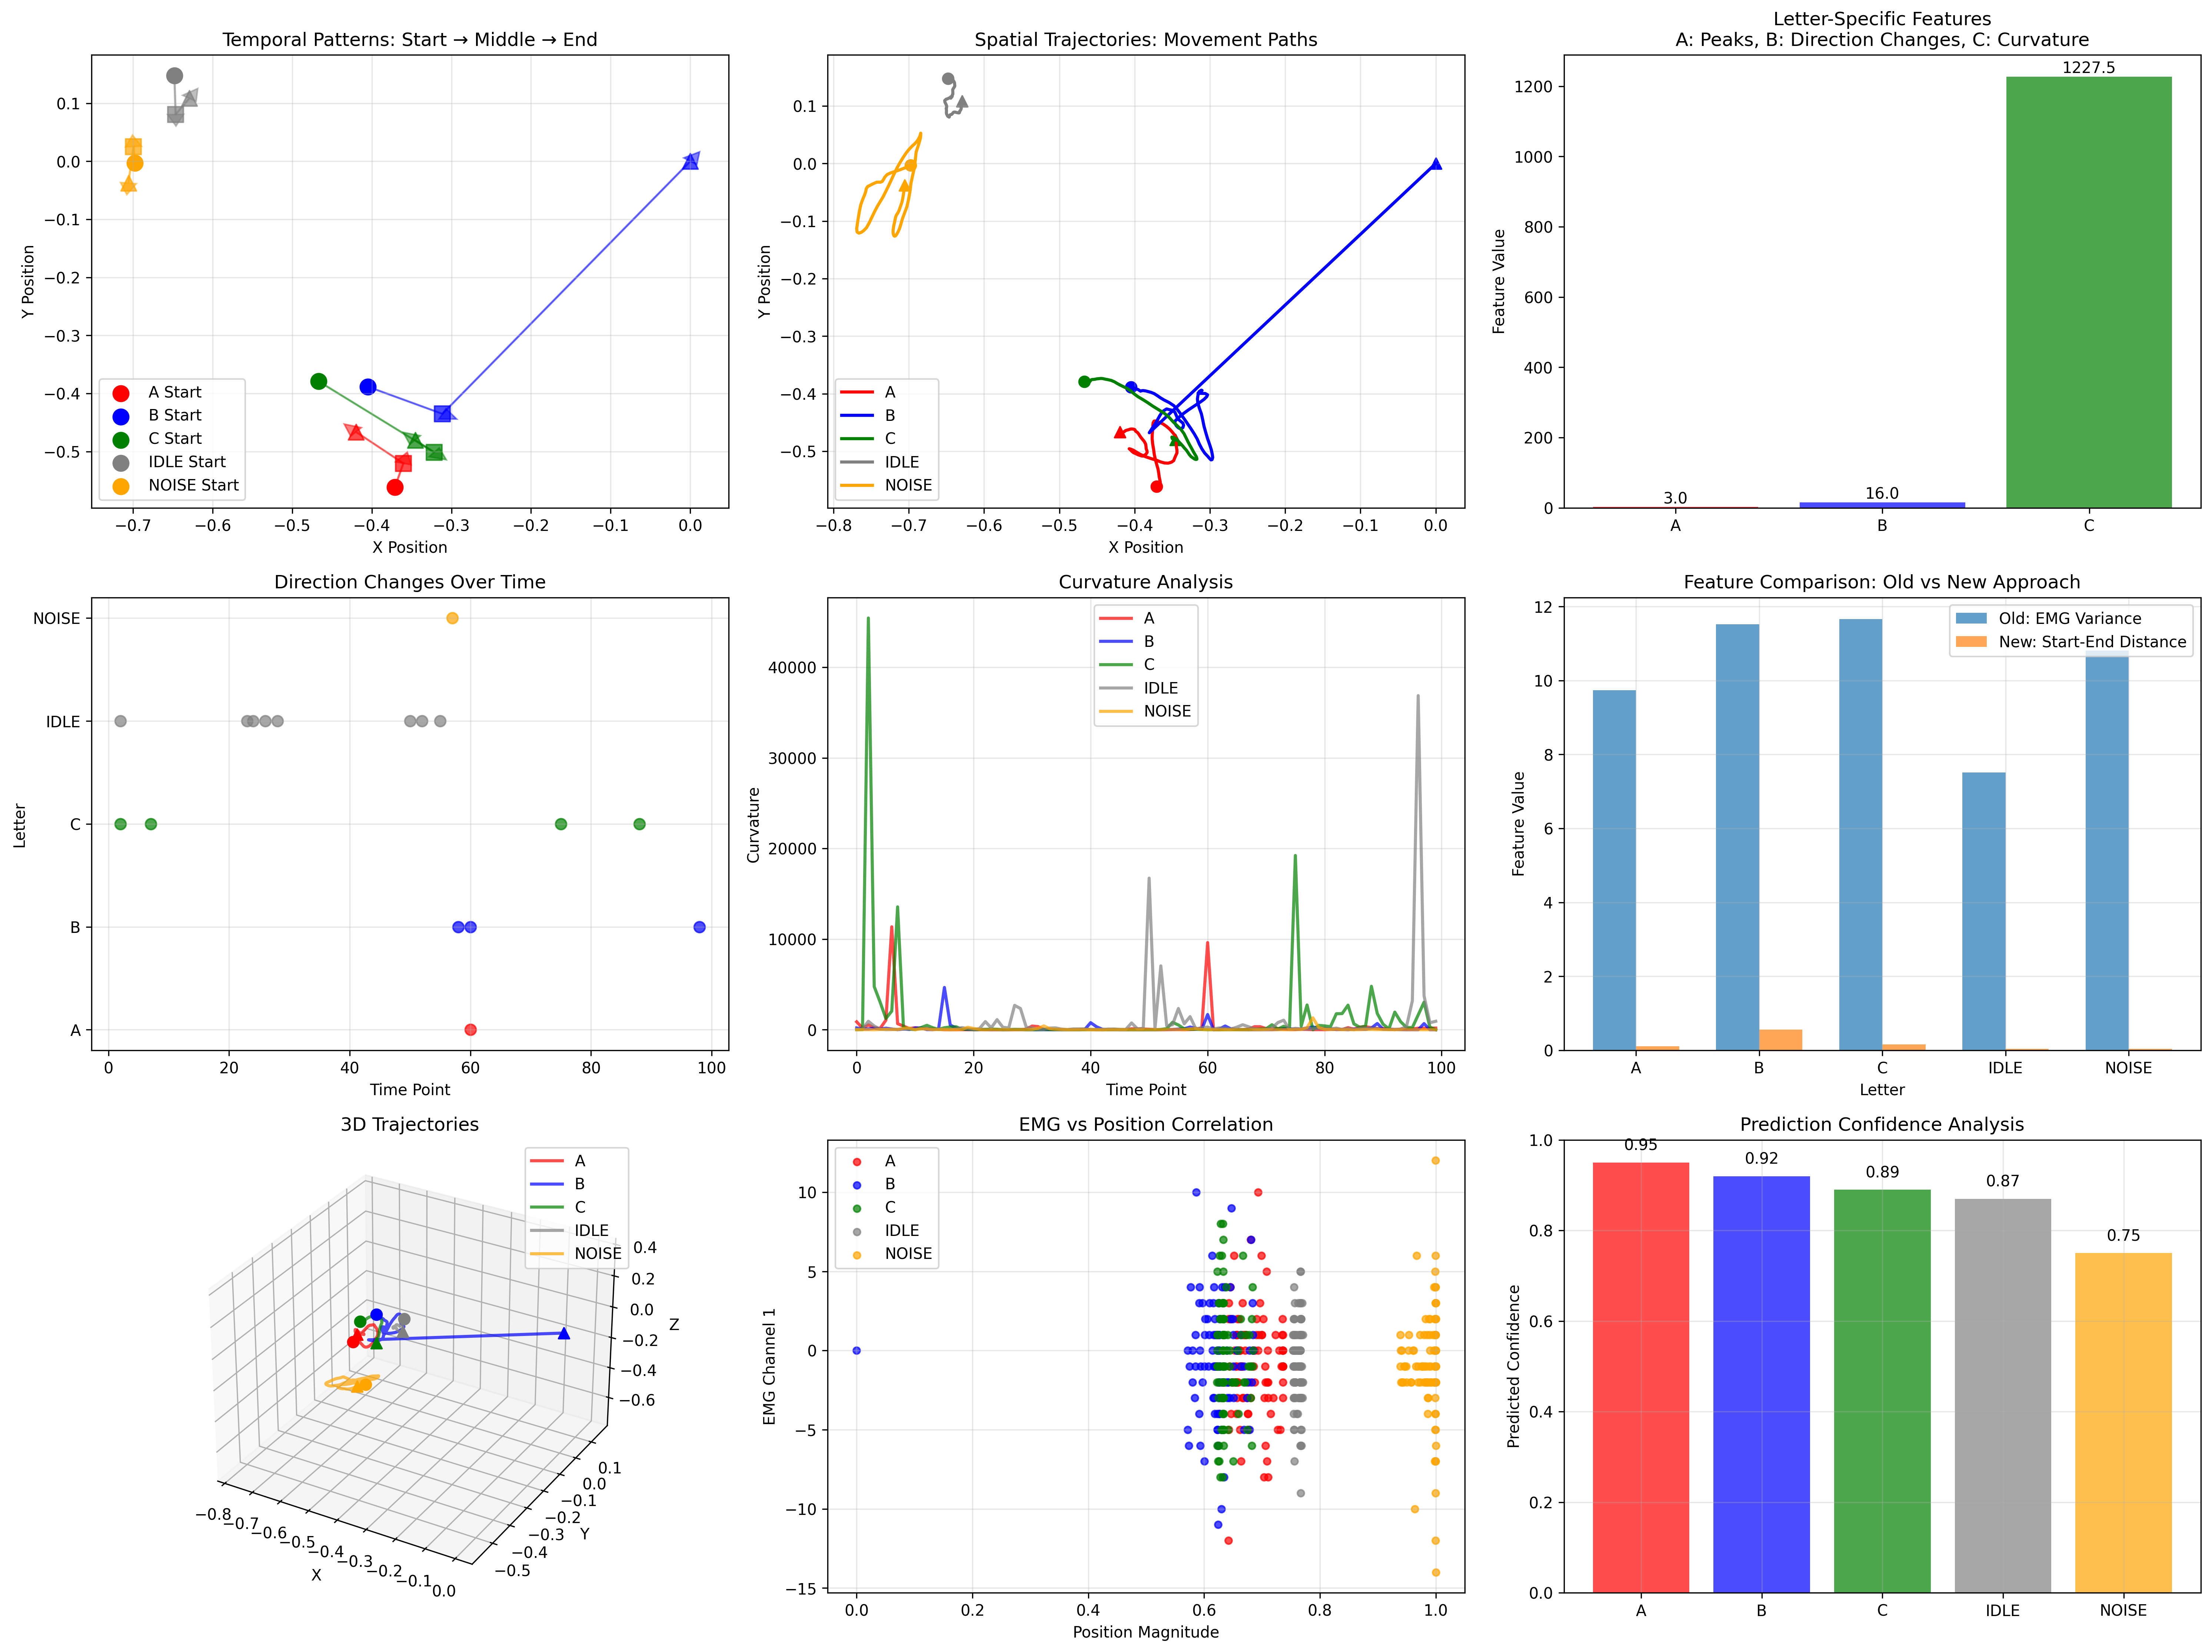 Temporal Patterns: Start → Middle → End
Y Position
0.1
0.0
−0.1
−0.2
−0.3
−0.4
−0.5
A Start
B Start
C Start
IDLE Start
NOISE Start
−0.7 −0.6 −0.5 −0.4 −0.3 −0.2 −0.1 0.0
X Position
Spatial Trajectories: Movement Paths
Y Position
0.1
0.0
−0.1
−0.2
−0.3
−0.4
−0.5
A
B
C
IDLE
NOISE
−0.8 −0.7 −0.6 −0.5 −0.4 −0.3 −0.2 −0.1 0.0
X Position
Letter-Specific Features
A: Peaks, B: Direction Changes, C: Curvature
Feature Value
1200
1000
800
600
400
200
0
3.0 16.0 1227.5
A B C
Direction Changes Over Time
Letter
NOISE
IDLE
C
B
A
0 20 40 60 80 100
Time Point
Curvature Analysis
Curvature
40000
30000
20000
10000
0
A
B
C
IDLE
NOISE
0 20 40 60 80 100
Time Point
Feature Comparison: Old vs New Approach
Feature Value
12
10
8
6
4
2
0
Old: EMG Variance
New: Start-End Distance
A B C IDLE NOISE
Letter
3D Trajectories
A
B
C
IDLE
NOISE
0.4
0.2
0.0
−0.2
−0.4
−0.6
Z
0.1
0.0
−0.1
−0.2
−0.3
−0.4
−0.5
Y
−0.8 −0.7 −0.6 −0.5 −0.4 −0.3 −0.2 −0.1 0.0
X
EMG vs Position Correlation
EMG Channel 1
10
5
0
−5
−10
−15
A
B
C
IDLE
NOISE
0.0 0.2 0.4 0.6 0.8 1.0
Position Magnitude
Prediction Confidence Analysis
Predicted Confidence
1.0
0.8
0.6
0.4
0.2
0.0
0.95 0.92 0.89 0.87 0.75
A B C IDLE NOISE